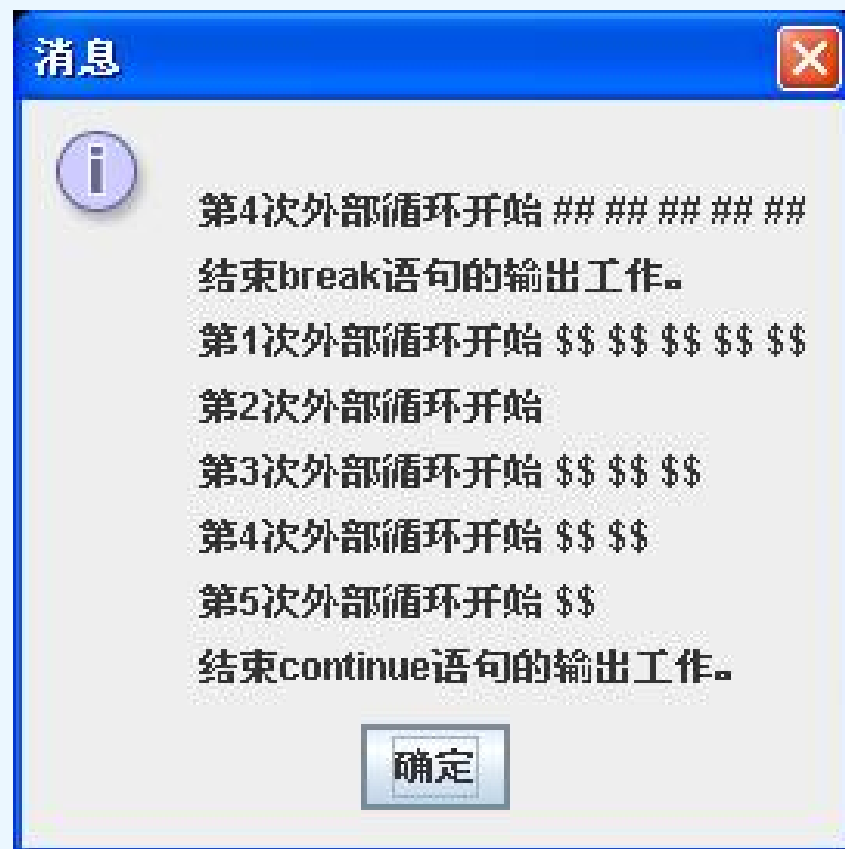 消息
第4次外部循环开始 ## ## ## ## ##
结束break语句的输出工作。
第1次外部循环开始 $$ $$ $$ $$ $$
第2次外部循环开始
第3次外部循环开始 $$ $$ $$
第4次外部循环开始 $$ $$
第5次外部循环开始 $$
结束continue语句的输出工作。
确定